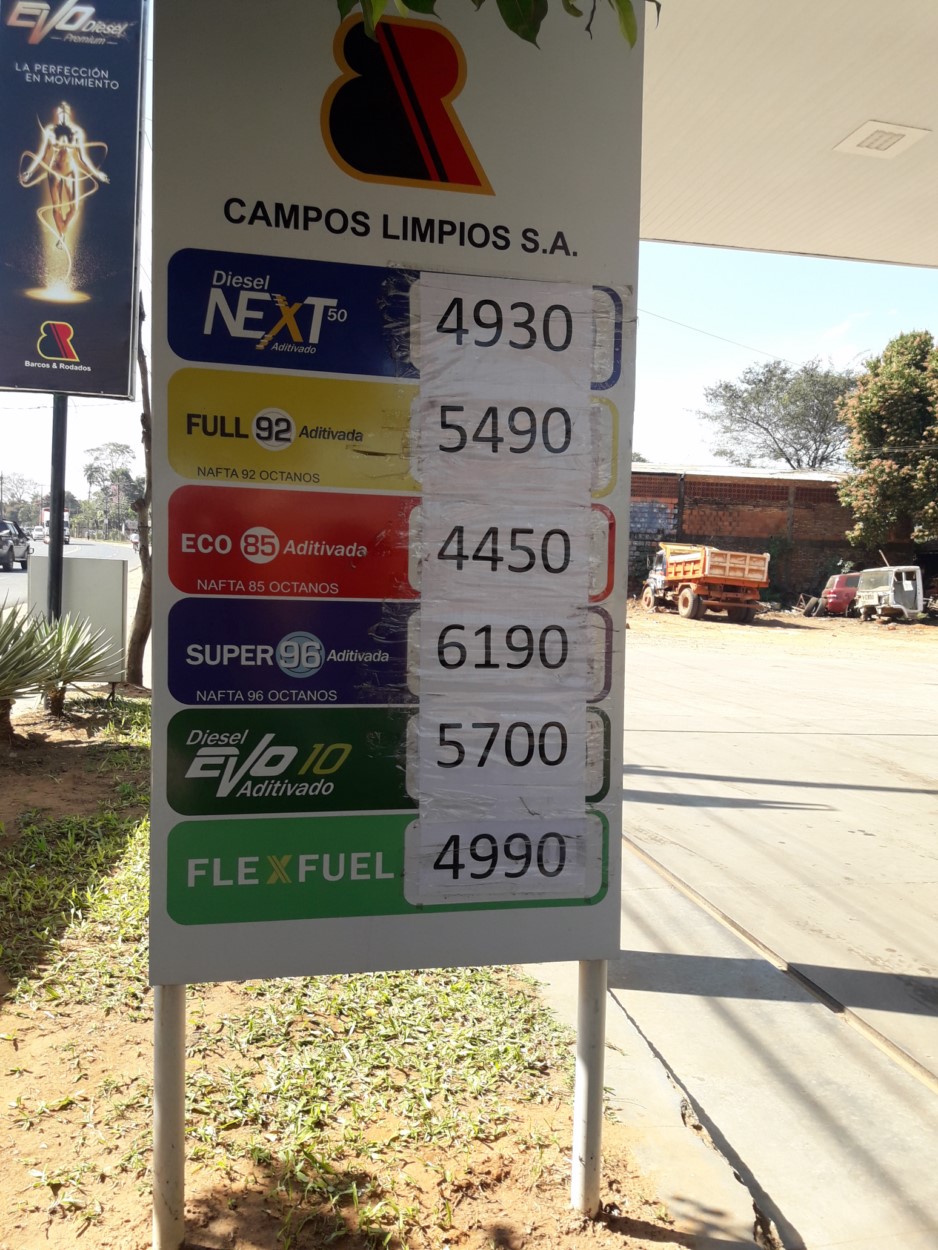 EVO Diesel
Premium
LA PERFECCIÓN
EN MOVIMIENTO
Barcos & Rodados
CAMPOS LIMPIOS S.A.
Diesel
NEXT 50
Aditivado
4930
FULL 92 Aditivada
NAFTA 92 OCTANOS
5490
ECO 85 Aditivada
NAFTA 85 OCTANOS
4450
SUPER 96 Aditivada
NAFTA 96 OCTANOS
6190
Diesel
EVO 10
Aditivado
5700
FLEXFUEL
4990